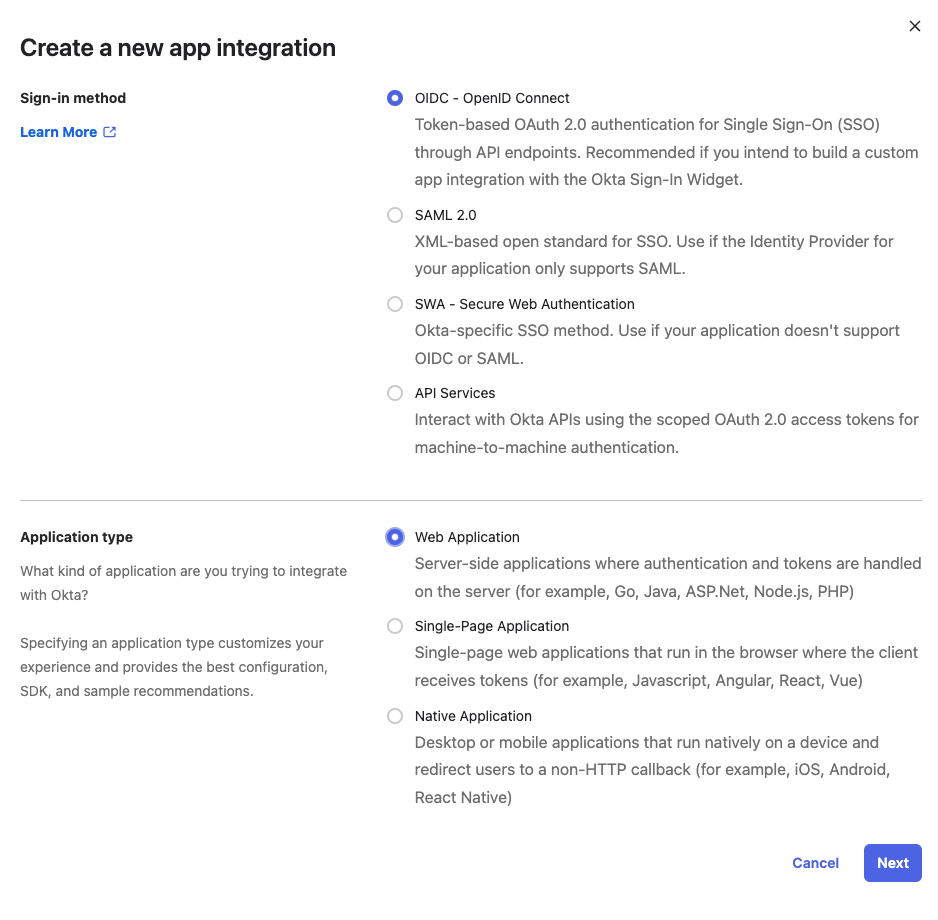 Create a new app integration
Sign-in method
Learn More
OIDC - OpenID Connect
Token-based OAuth 2.0 authentication for Single Sign-On (SSO)
through API endpoints. Recommended if you intend to build a custom
app integration with the Okta Sign-In Widget.
SAML 2.0
XML-based open standard for SSO. Use if the Identity Provider for
your application only supports SAML.
SWA - Secure Web Authentication
Okta-specific SSO method. Use if your application doesn't support
OIDC or SAML.
API Services
Interact with Okta APIs using the scoped OAuth 2.0 access tokens for
machine-to-machine authentication.
Application type
What kind of application are you trying to integrate
with Okta?
Specifying an application type customizes your
experience and provides the best configuration,
SDK, and sample recommendations.
Web Application
Server-side applications where authentication and tokens are handled
on the server (for example, Go, Java, ASP.Net, Node.js, PHP)
Single-Page Application
Single-page web applications that run in the browser where the client
receives tokens (for example, Javascript, Angular, React, Vue)
Native Application
Desktop or mobile applications that run natively on a device and
redirect users to a non-HTTP callback (for example, iOS, Android,
React Native)
Cancel
Next